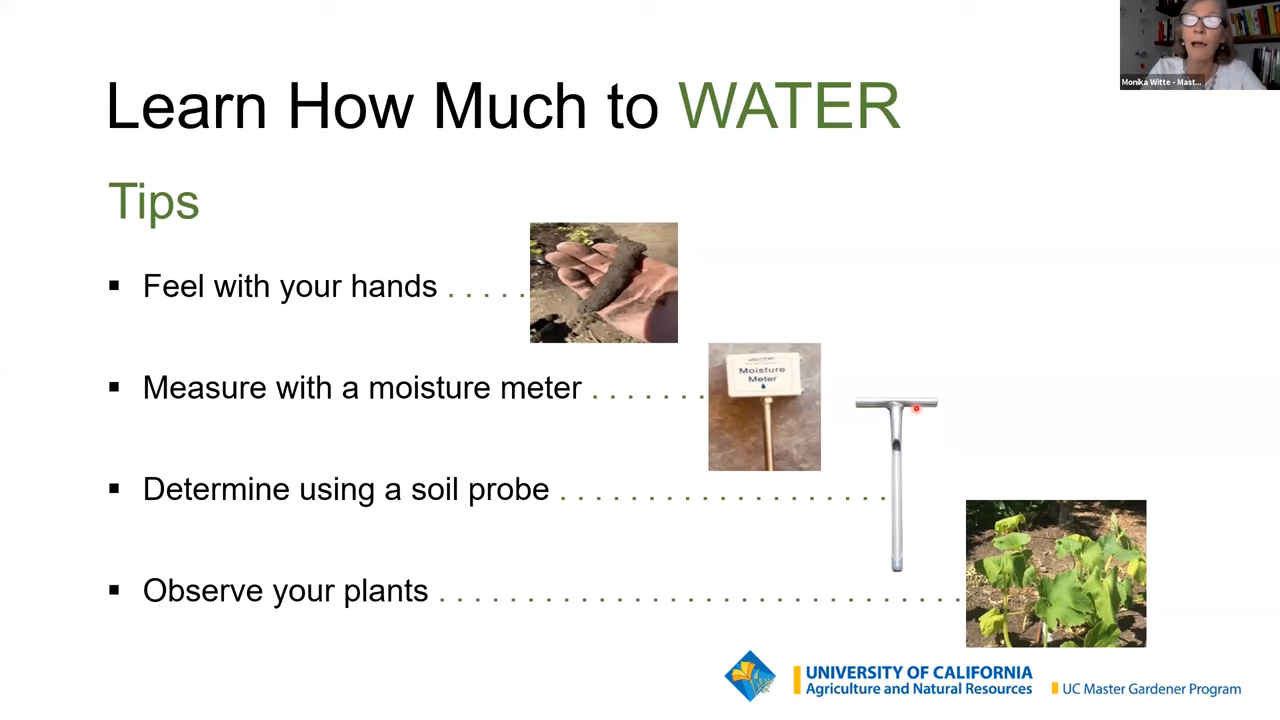 Monika Witte - Mast...
Learn How Much to WATER
Tips
▪ Feel with your hands . . . . .
▪ Measure with a moisture meter . . . . . . .
Moisture
Meter
▪ Determine using a soil probe . . . . . . . . . . . . . . . . . . .
▪ Observe your plants . . . . . . . . . . . . . . . . . . . . . . . . . . . . . .
UNIVERSITY OF CALIFORNIA
Agriculture and Natural Resources
UC Master Gardener Program